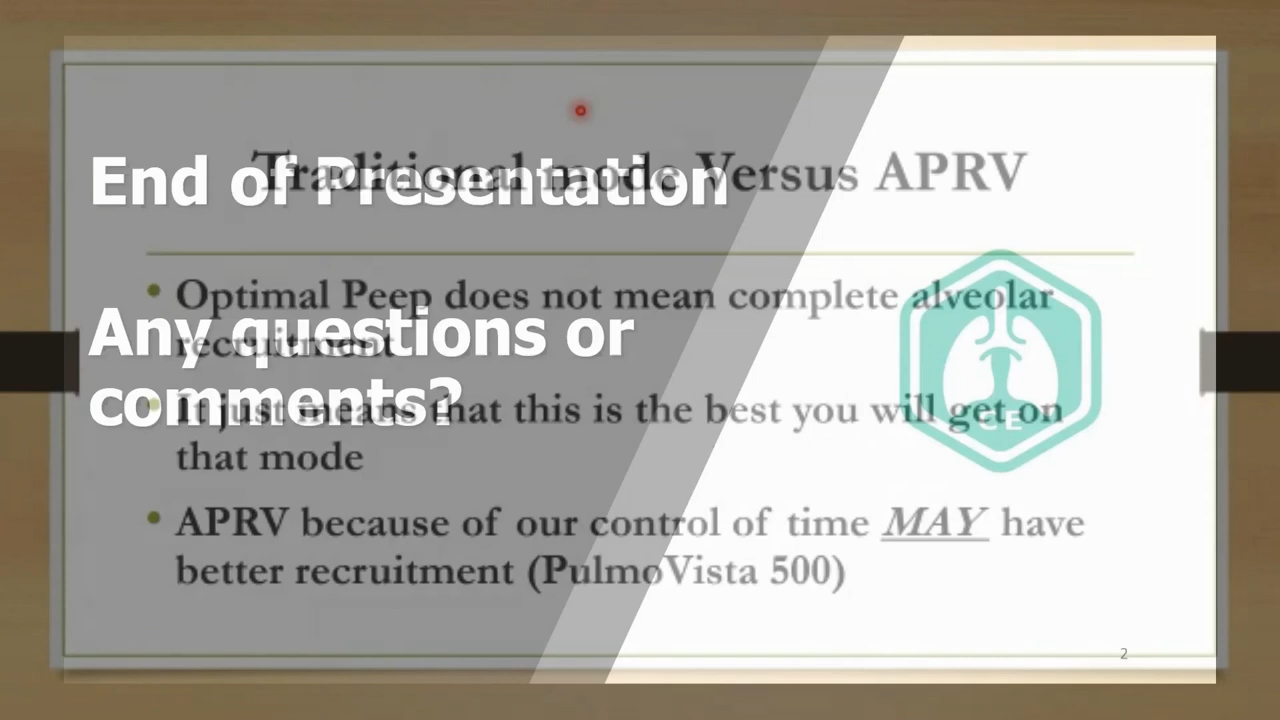 End of Presentation
Any questions or
comments?
Traditional mode Versus APRV
• Optimal Peep does not mean complete alveolar
recruitment
• It just means that this is the best you will get on
that mode
• APRV because of our control of time MAY have
better recruitment (PulmoVista 500)
CE
2